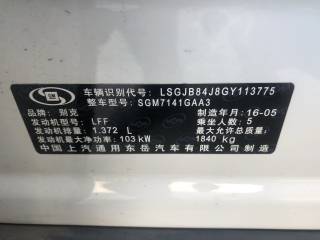 车辆识别代号: LSGJB84J8GY113775
整车型号: SGM7141GAA3
品牌: 别克 制造年月: 16-05
发动机型号: LFF 乘坐人数: 5
发动机排量: 1.372 L 最大允许总质量:
发动机最大净功率: 103 kW 1840 kg
中国上汽通用东岳汽车有限公司